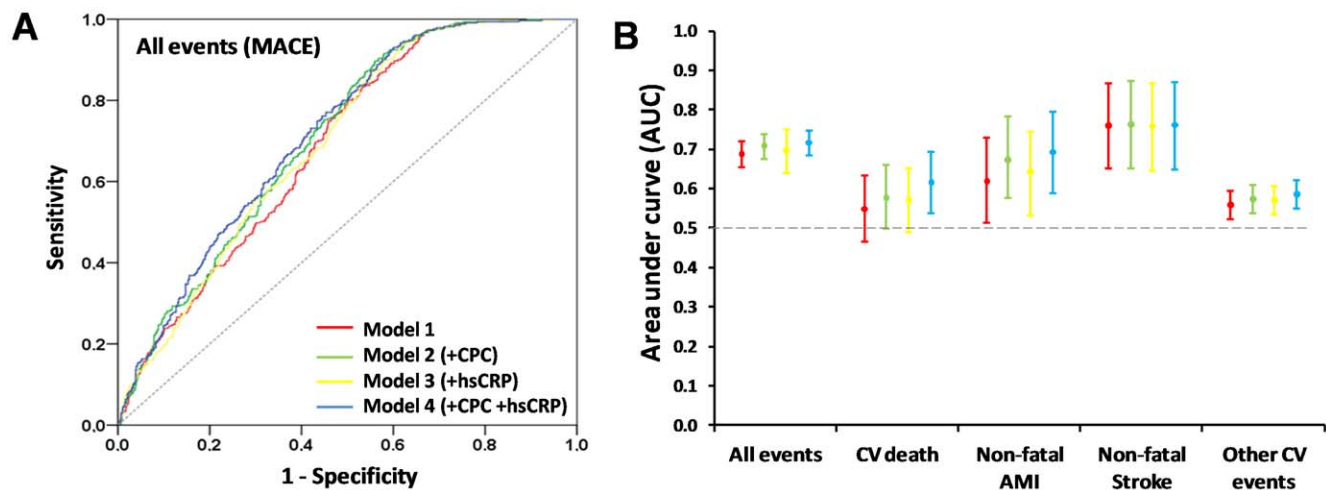 A
All events (MACE)
Sensitivity
1.0
0.8
0.6
0.4
0.2
0.0
0.0 0.2 0.4 0.6 0.8 1.0
1 - Specificity
Model 1
Model 2 (+CPC)
Model 3 (+hsCRP)
Model 4 (+CPC +hsCRP)
B
Area under curve (AUC)
1.0
0.9
0.8
0.7
0.6
0.5
0.4
0.3
0.2
0.1
0.0
All events
CV death
Non-fatal
AMI
Non-fatal
Stroke
Other CV
events